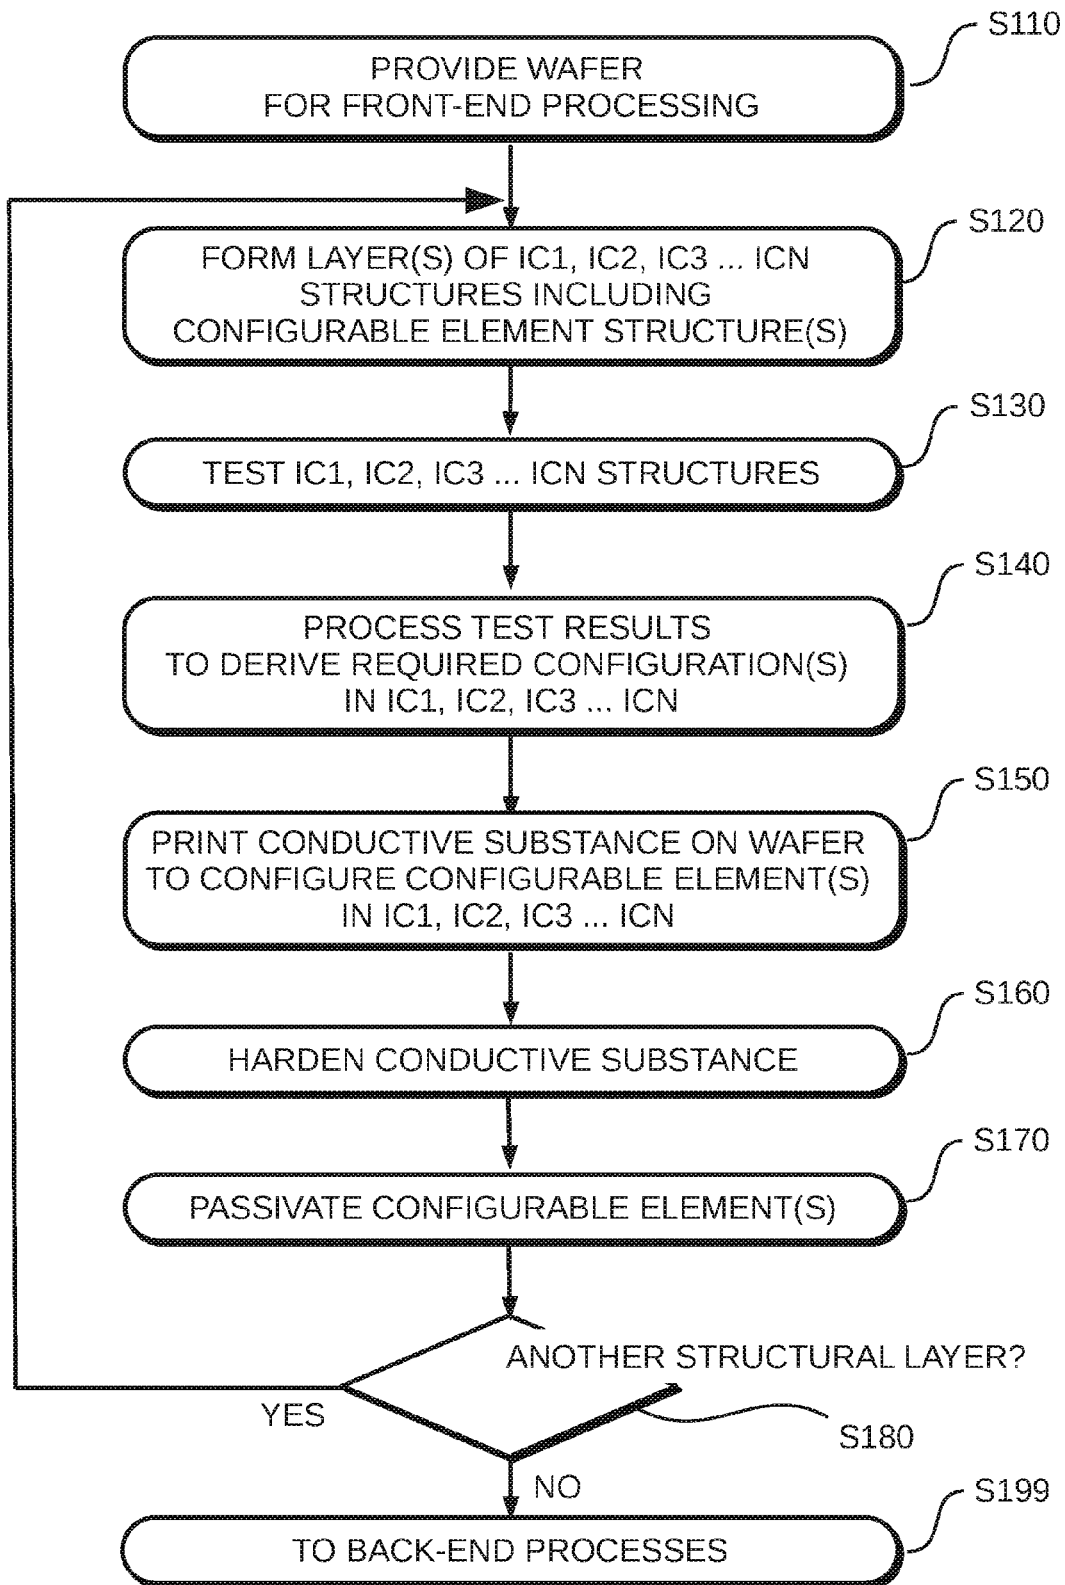 S110
PROVIDE WAFER
FOR FRONT-END PROCESSING
S120
FORM LAYER(S) OF IC1, IC2, IC3 ... ICN
STRUCTURES INCLUDING
CONFIGURABLE ELEMENT STRUCTURE(S)
S130
TEST IC1, IC2, IC3 ... ICN STRUCTURES
S140
PROCESS TEST RESULTS
TO DERIVE REQUIRED CONFIGURATION(S)
IN IC1, IC2, IC3 ... ICN
S150
PRINT CONDUCTIVE SUBSTANCE ON WAFER
TO CONFIGURE CONFIGURABLE ELEMENT(S)
IN IC1, IC2, IC3 ... ICN
S160
HARDEN CONDUCTIVE SUBSTANCE
S170
PASSIVATE CONFIGURABLE ELEMENT(S)
ANOTHER STRUCTURAL LAYER?
YES
S180
NO
S199
TO BACK-END PROCESSES